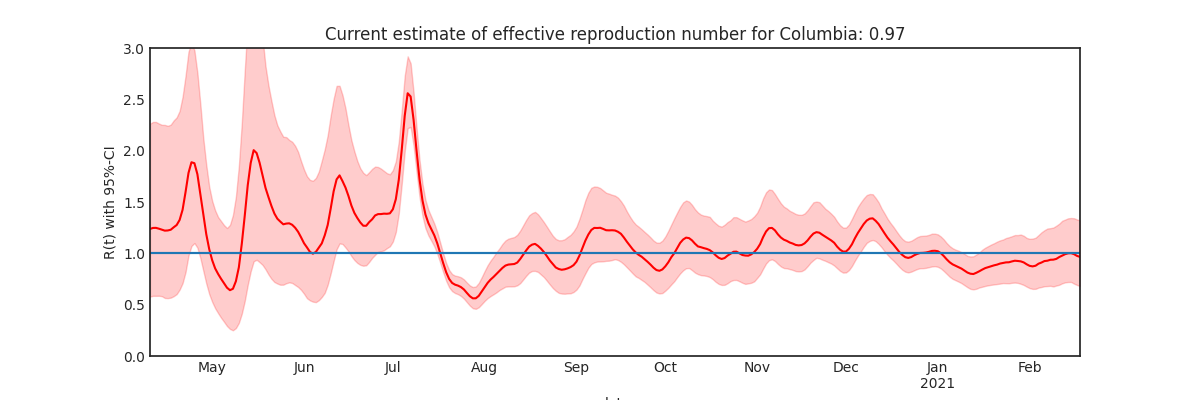 Current estimate of effective reproduction number for Columbia: 0.97
R(t) with 95%-CI
3.0
2.5
2.0
1.5
1.0
0.5
0.0
May Jun Jul Aug Sep Oct Nov Dec Jan Feb
2021